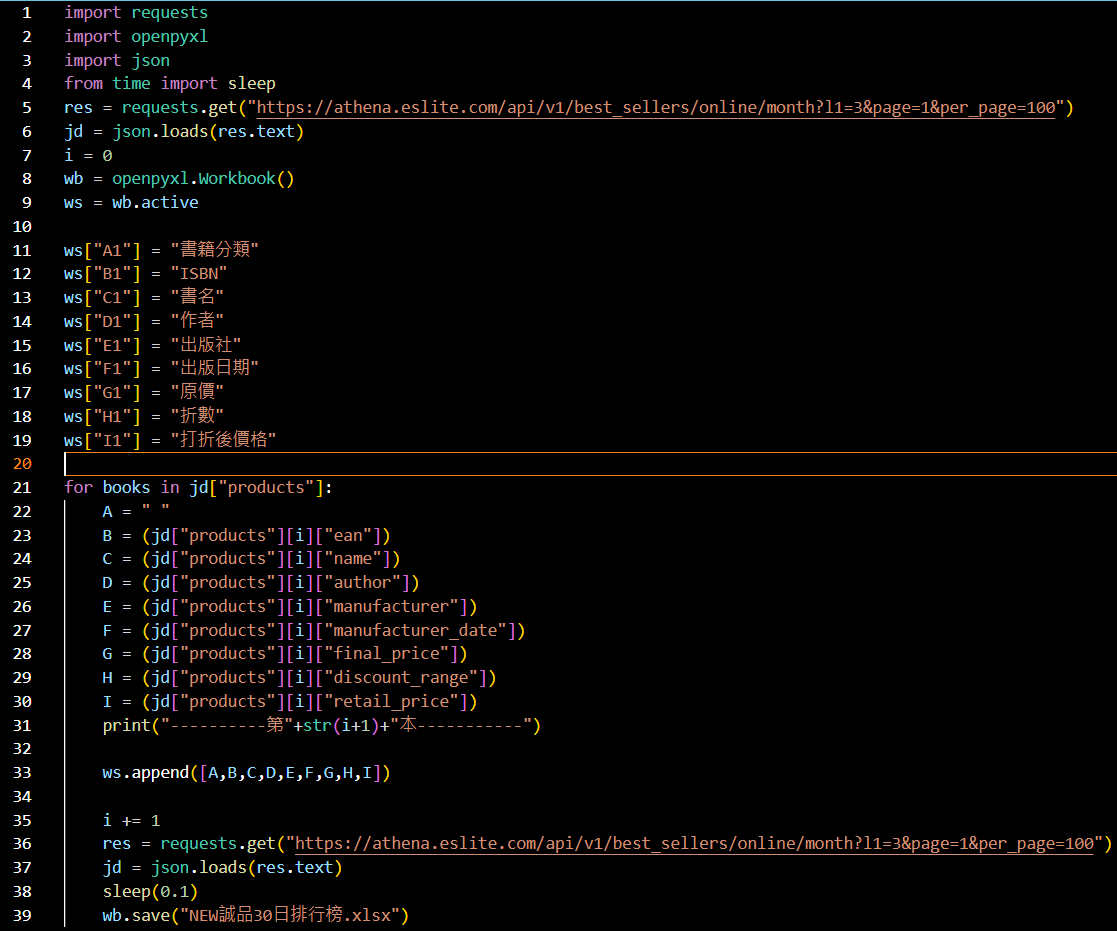 1 import requests
2 import openpyxl
3 import json
4 from time import sleep
5 res = requests.get("https://athena.eslite.com/api/v1/best_sellers/online/month?l1=3&page=1&per_page=100")
6 jd = json.loads(res.text)
7 i = 0
8 wb = openpyxl.Workbook()
9 ws = wb.active
10
11 ws["A1"] = "書籍分類"
12 ws["B1"] = "ISBN"
13 ws["C1"] = "書名"
14 ws["D1"] = "作者"
15 ws["E1"] = "出版社"
16 ws["F1"] = "出版日期"
17 ws["G1"] = "原價"
18 ws["H1"] = "折數"
19 ws["I1"] = "打折後價格"
20
21 for books in jd["products"]:
22     A = " "
23     B = (jd["products"][i]["ean"])
24     C = (jd["products"][i]["name"])
25     D = (jd["products"][i]["author"])
26     E = (jd["products"][i]["manufacturer"])
27     F = (jd["products"][i]["manufacturer_date"])
28     G = (jd["products"][i]["final_price"])
29     H = (jd["products"][i]["discount_range"])
30     I = (jd["products"][i]["retail_price"])
31     print("----------第"+str(i+1)+"本-----------")
32
33     ws.append([A,B,C,D,E,F,G,H,I])
34
35     i += 1
36     res = requests.get("https://athena.eslite.com/api/v1/best_sellers/online/month?l1=3&page=1&per_page=100")
37     jd = json.loads(res.text)
38     sleep(0.1)
39     wb.save("NEW誠品30日排行榜.xlsx")